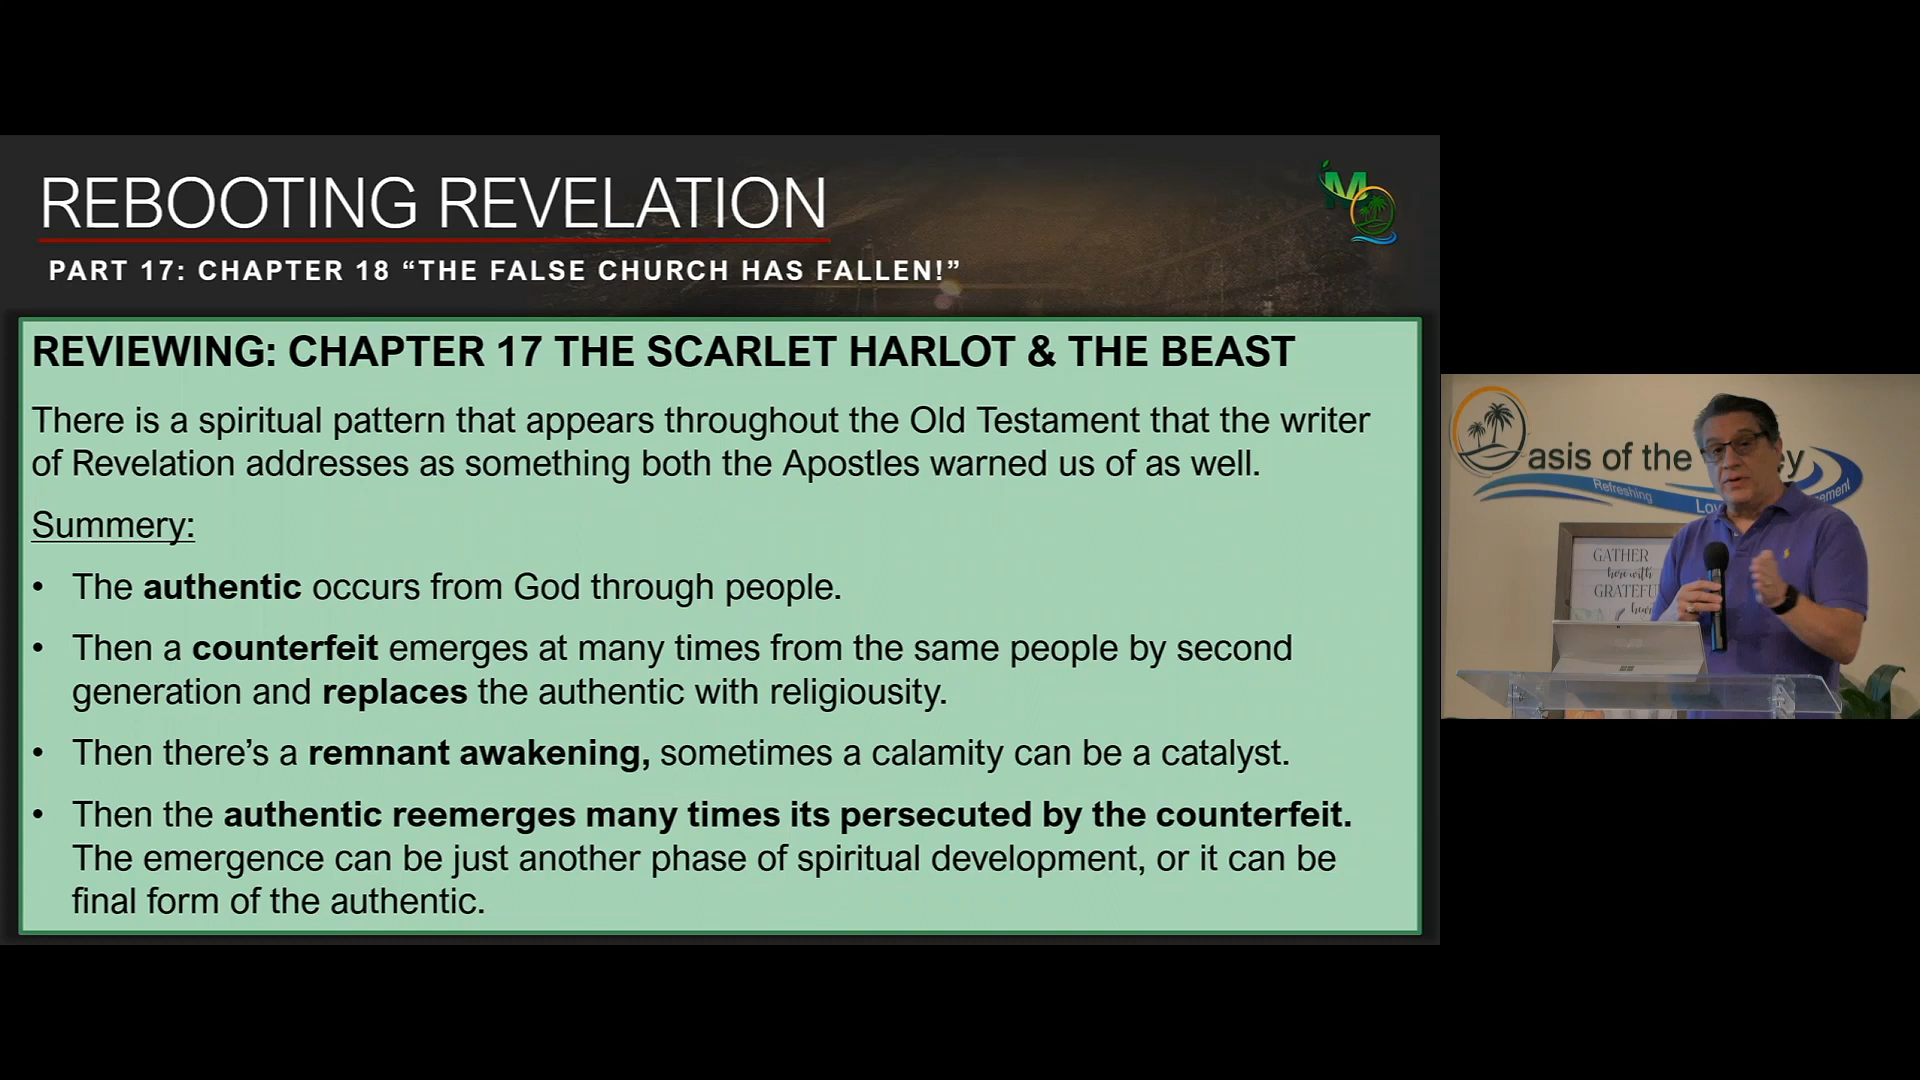 REBOOTING REVELATION
PART 17: CHAPTER 18 “THE FALSE CHURCH HAS FALLEN!”
REVIEWING: CHAPTER 17 THE SCARLET HARLOT & THE BEAST
There is a spiritual pattern that appears throughout the Old Testament that the writer
of Revelation addresses as something both the Apostles warned us of as well.
Summery:
• The authentic occurs from God through people.
• Then a counterfeit emerges at many times from the same people by second
generation and replaces the authentic with religiousity.
• Then there’s a remnant awakening, sometimes a calamity can be a catalyst.
• Then the authentic reemerges many times its persecuted by the counterfeit.
The emergence can be just another phase of spiritual development, or it can be
final form of the authentic.
M
asis of the
Refreshing
GATHER
here with
GRATEFU